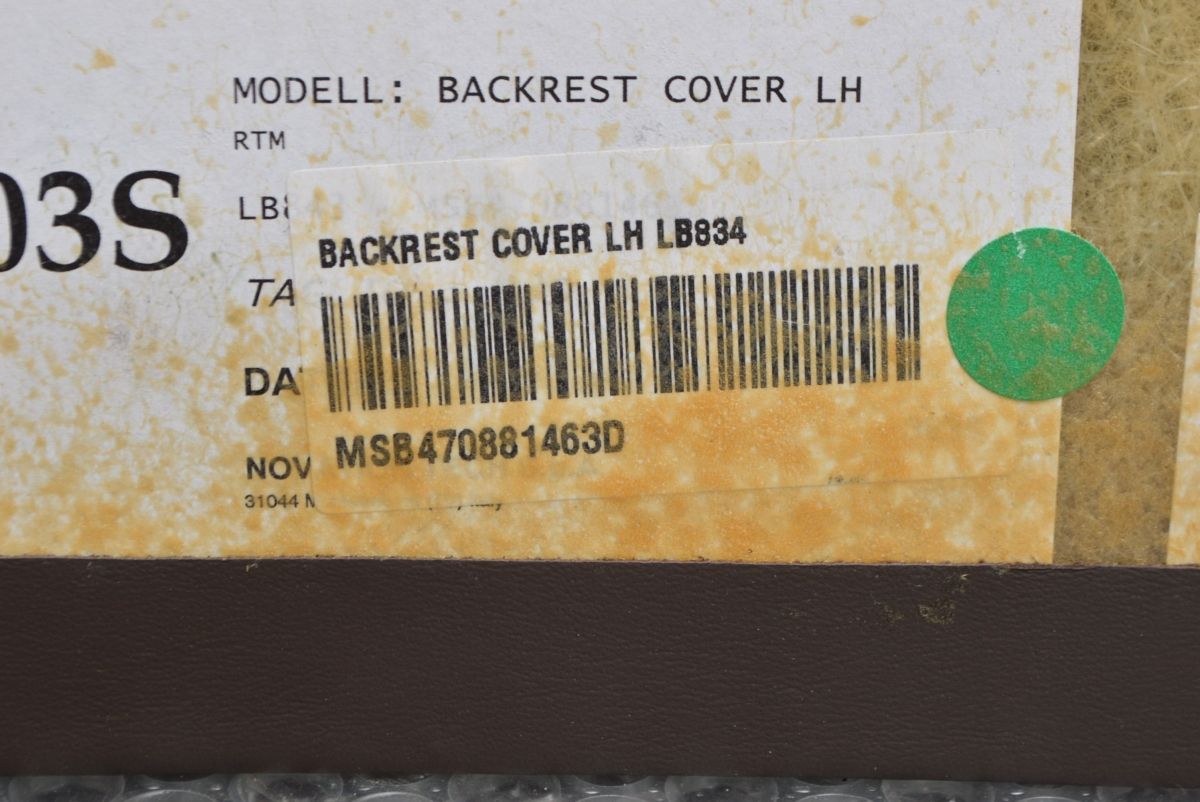 MODELL: BACKREST COVER LH
RTM
03S
LB8
BACKREST COVER LH LB834
TA
DA
MSB470881463D
NOV
31044 M